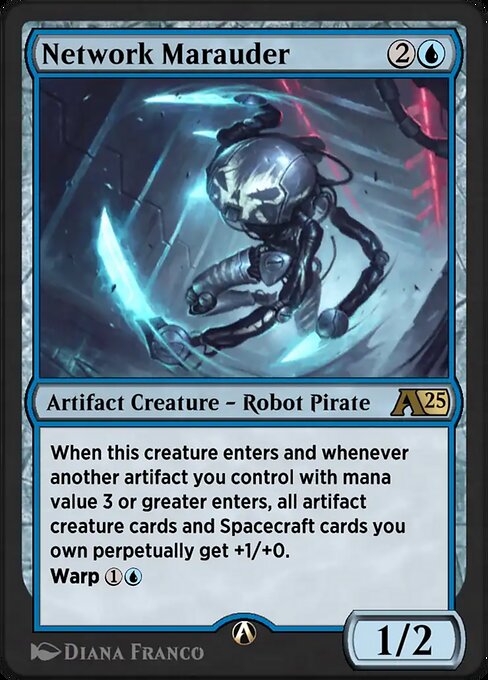 Network Marauder 2
Artifact Creature – Robot Pirate A25
When this creature enters and whenever
another artifact you control with mana
value 3 or greater enters, all artifact
creature cards and Spacecraft cards you
own perpetually get +1/+0.
Warp 1
Diana Franco
1/2